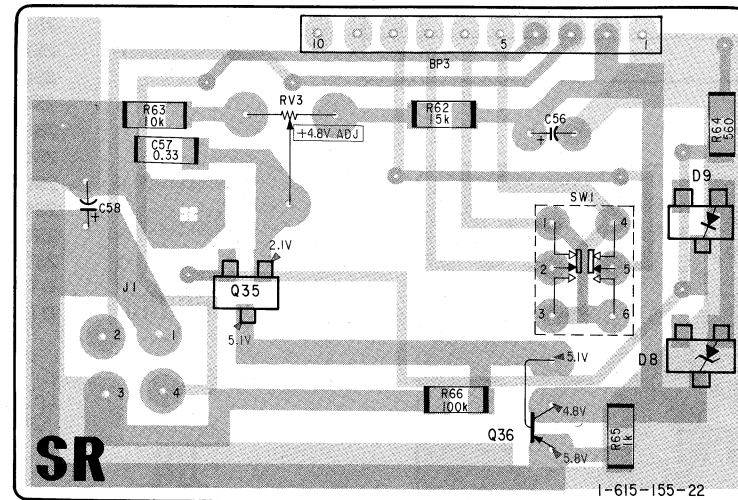 10 5 1
BP3
R63
10k
RV3
+4.8V ADJ
R62
15k
C56
+
R64
560
C57
0.33
D9
C58
+
SW1
1 4
2 5
3 6
2.1V
Q35
5.1V
J1
2 1
3 4
5.1V
D8
R66
100k
4.8V
Q36
5.8V
R65
1k
SR
1-615-155-22